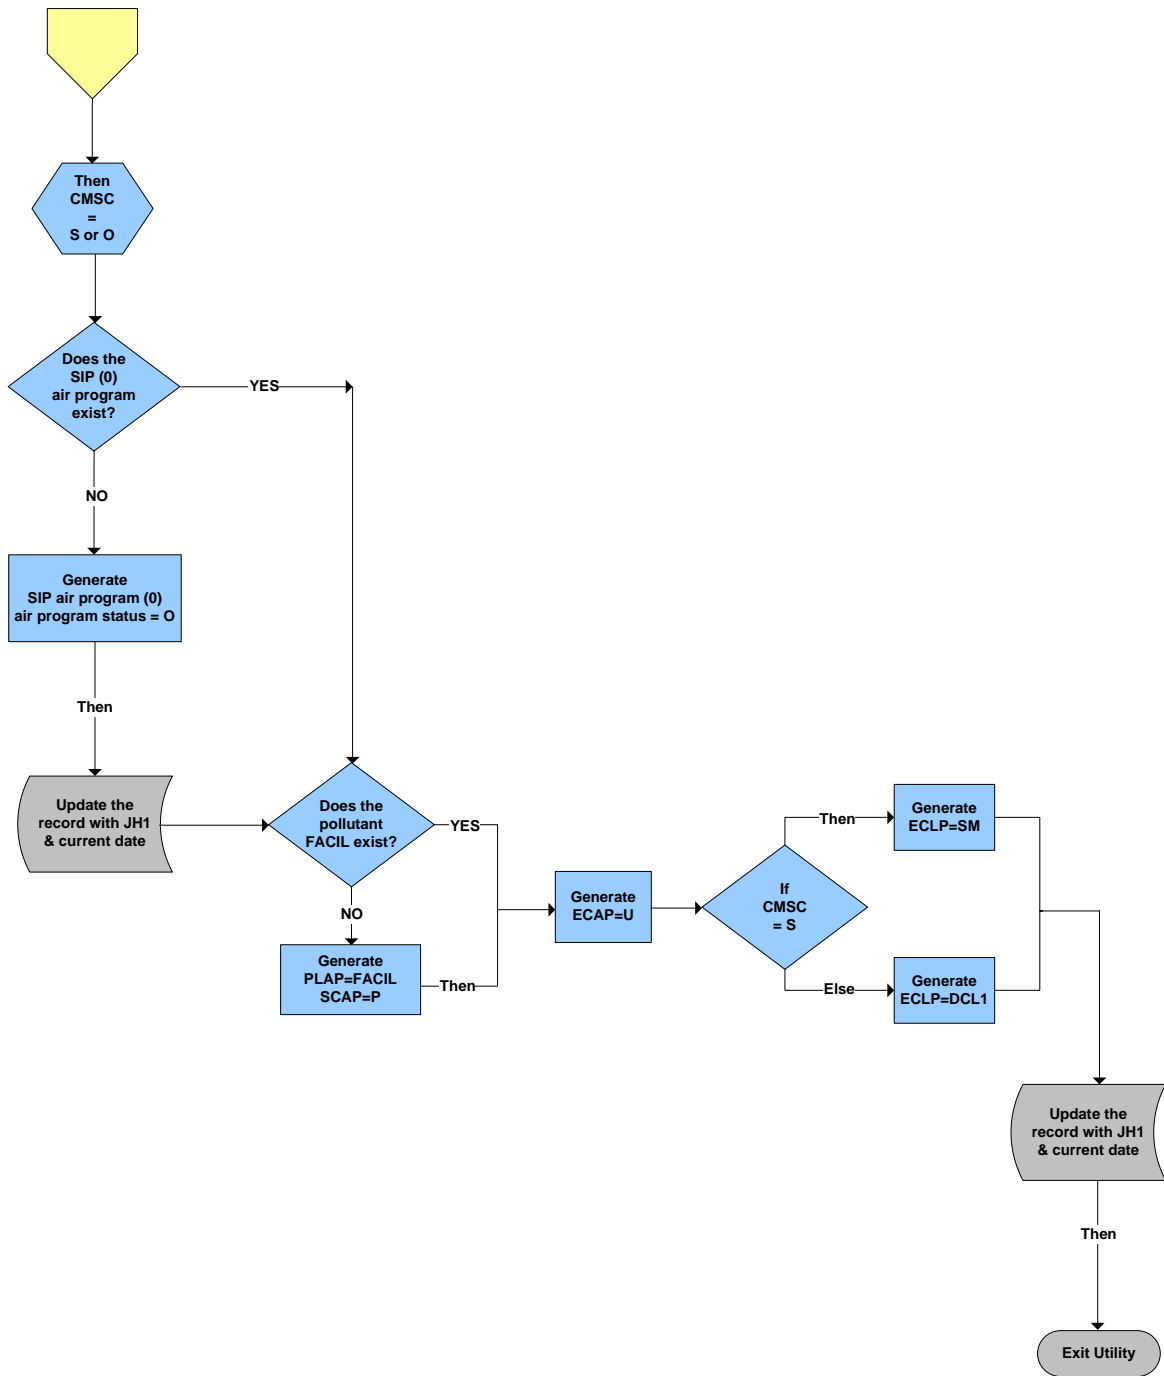 Then
CMSC
=
S or O
Does the
SIP (0)
air program
exist?
YES
NO
Generate
SIP air program (0)
air program status = O
Then
Update the
record with JH1
& current date
Does the
pollutant
FACIL exist?
YES
NO
Generate
PLAP=FACIL
SCAP=P
Then
Generate
ECAP=U
If
CMSC
= S
Then
Generate
ECLP=SM
Else
Generate
ECLP=DCL1
Update the
record with JH1
& current date
Then
Exit Utility